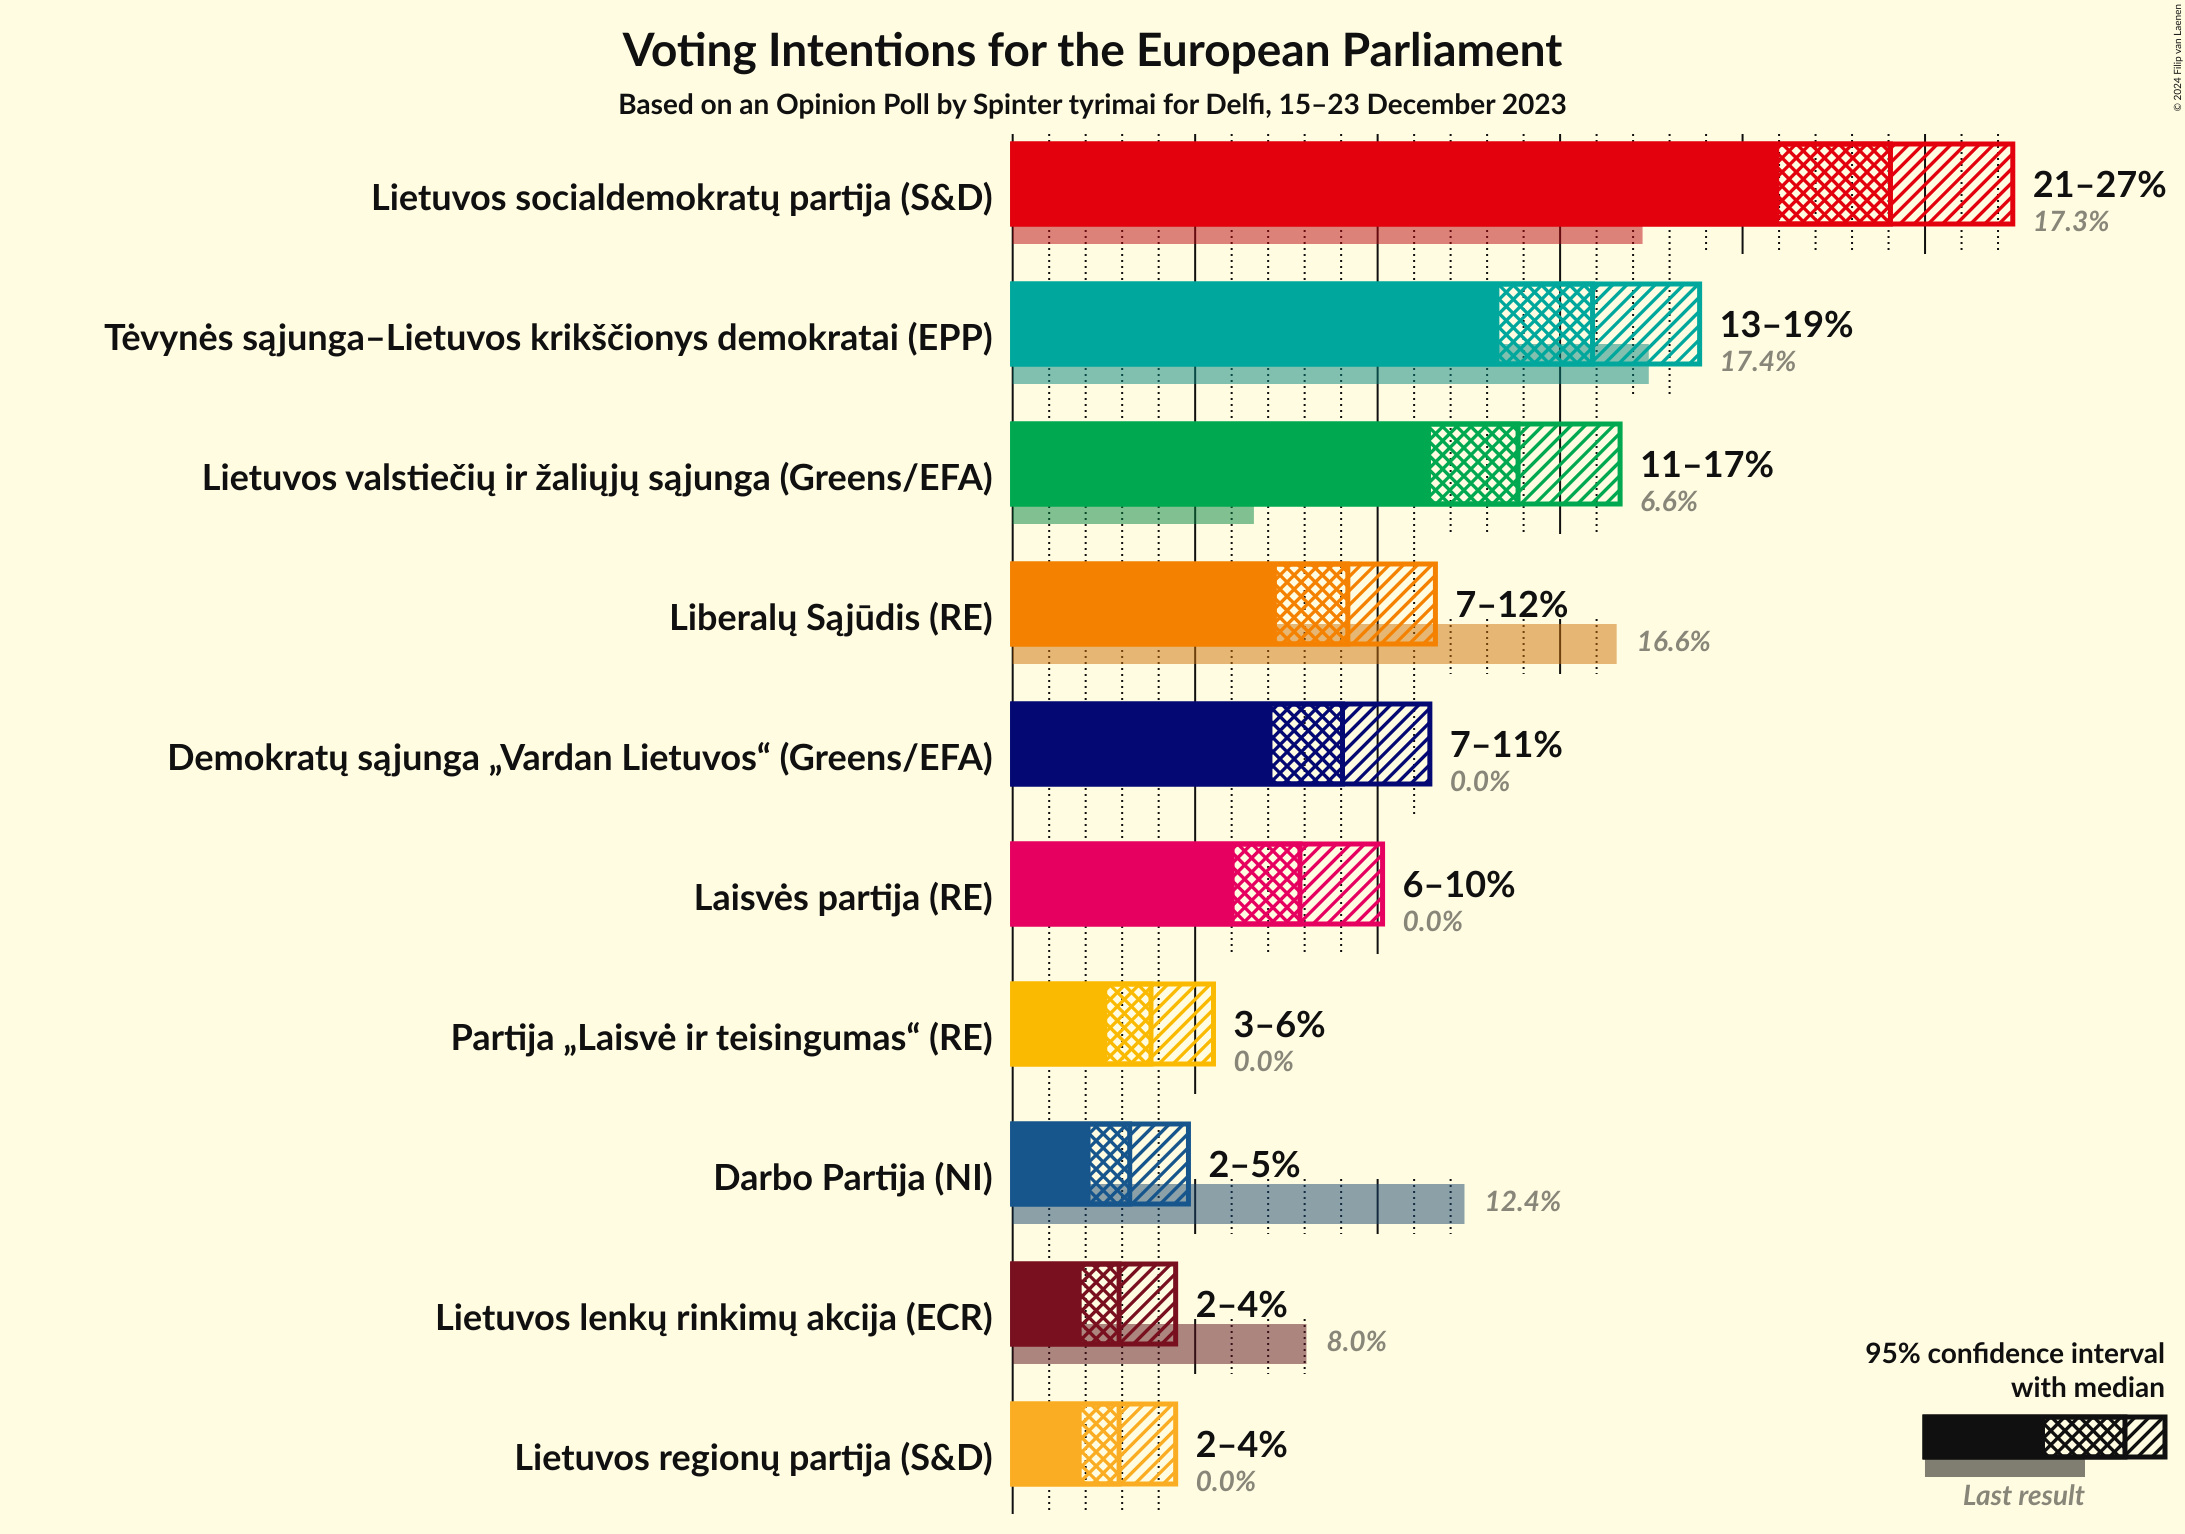 Voting Intentions for the European Parliament
Based on an Opinion Poll by Spinter tyrimai for Delfi, 15–23 December 2023
© 2024 Filip van Laenen
Lietuvos socialdemokratų partija (S&D)
21–27%
17.3%
Tėvynės sąjunga–Lietuvos krikščionys demokratai (EPP)
13–19%
17.4%
Lietuvos valstiečių ir žaliųjų sąjunga (Greens/EFA)
11–17%
6.6%
Liberalų Sąjūdis (RE)
7–12%
16.6%
Demokratų sąjunga „Vardan Lietuvos“ (Greens/EFA)
7–11%
0.0%
Laisvės partija (RE)
6–10%
0.0%
Partija „Laisvė ir teisingumas“ (RE)
3–6%
0.0%
Darbo Partija (NI)
2–5%
12.4%
Lietuvos lenkų rinkimų akcija (ECR)
2–4%
8.0%
Lietuvos regionų partija (S&D)
2–4%
0.0%
95% confidence interval
with median
Last result